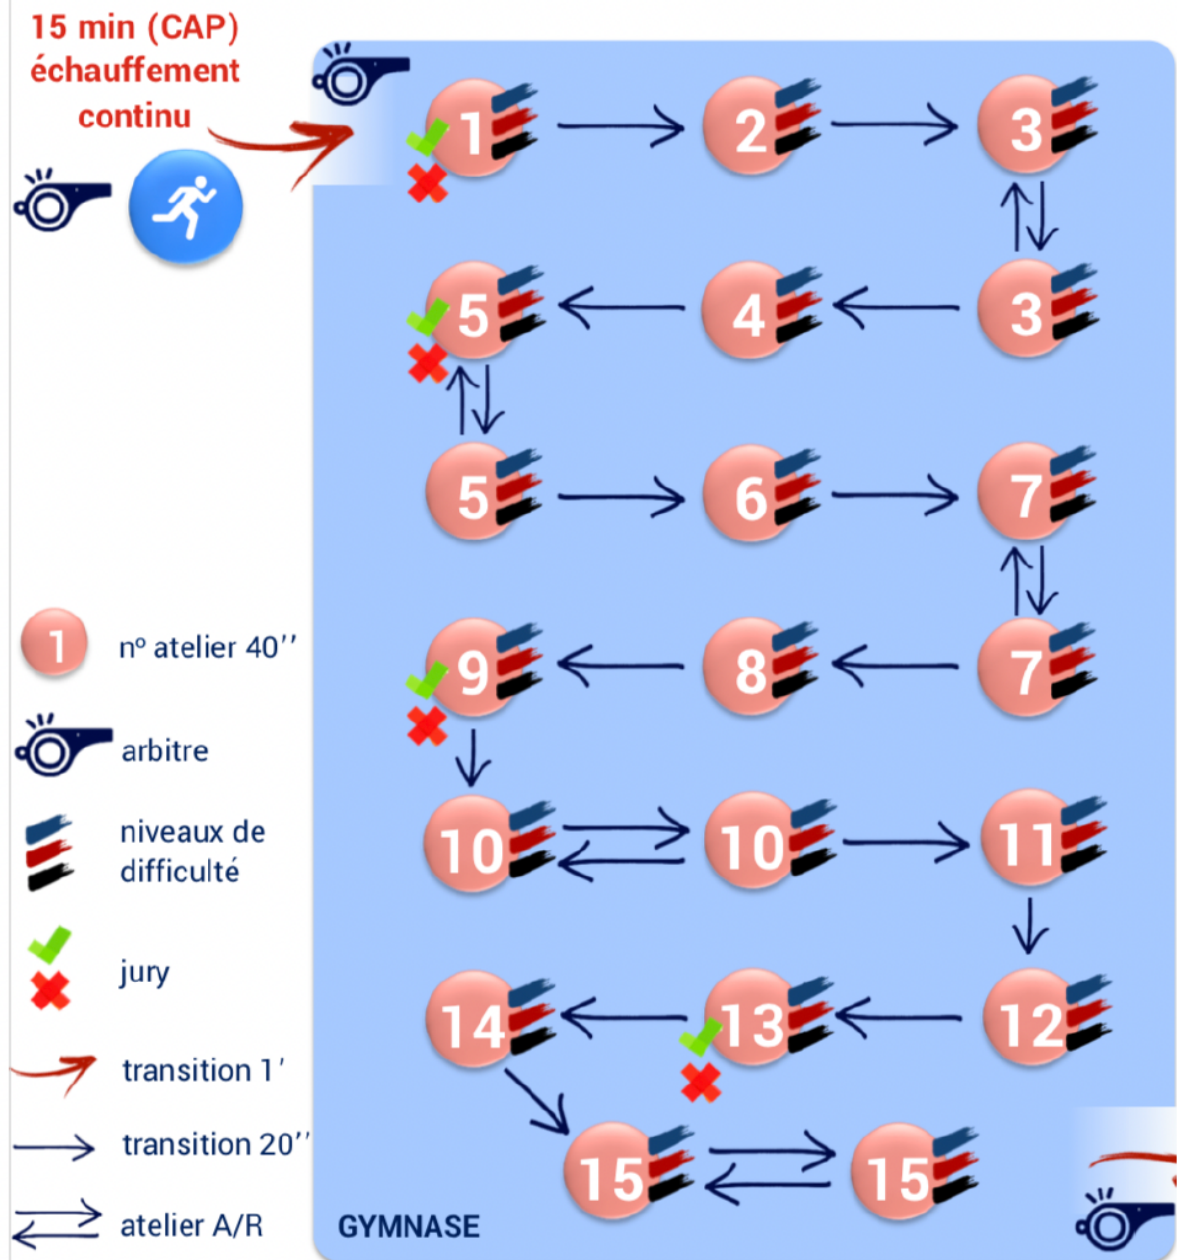 15 min (CAP)
échauffement
continu
1
2
3
5
4
3
5
6
7
9
8
7
10
10
11
14
13
12
15
15
GYMNASE
1
nº atelier 40’’
arbitre
niveaux de
difficulté
jury
transition 1’
transition 20’’
atelier A/R